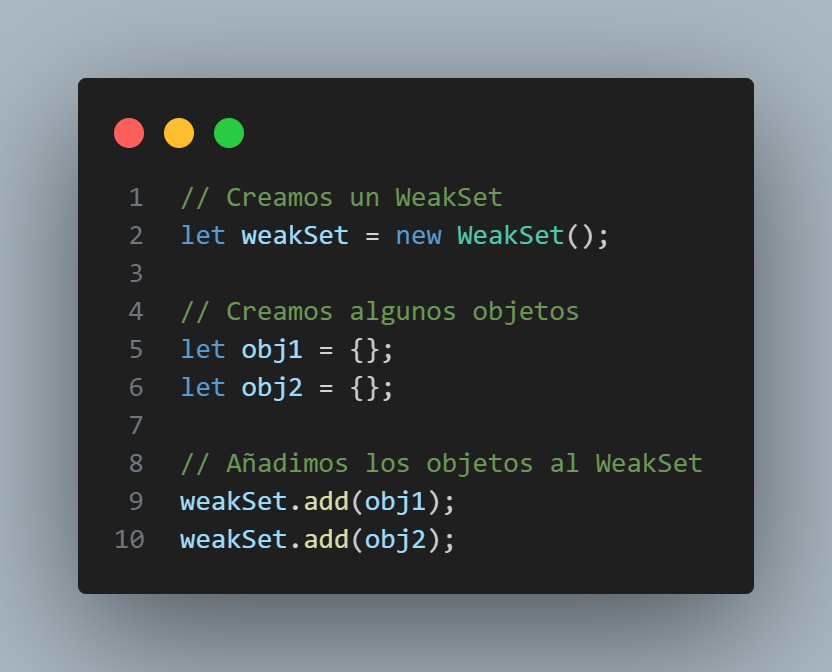 1 // Creamos un WeakSet
2 let weakSet = new WeakSet();
3
4 // Creamos algunos objetos
5 let obj1 = {};
6 let obj2 = {};
7
8 // Añadimos los objetos al WeakSet
9 weakSet.add(obj1);
10 weakSet.add(obj2);